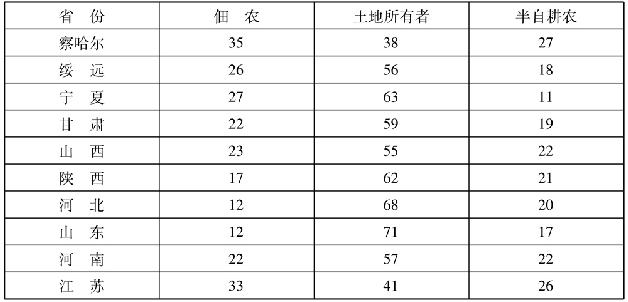 省 份 佃 农 土地所有者 半自耕农
察哈尔 35 38 27
绥 远 26 56 18
宁 夏 27 63 11
甘 肃 22 59 19
山 西 23 55 22
陕 西 17 62 21
河 北 12 68 20
山 东 12 71 17
河 南 22 57 22
江 苏 33 41 26